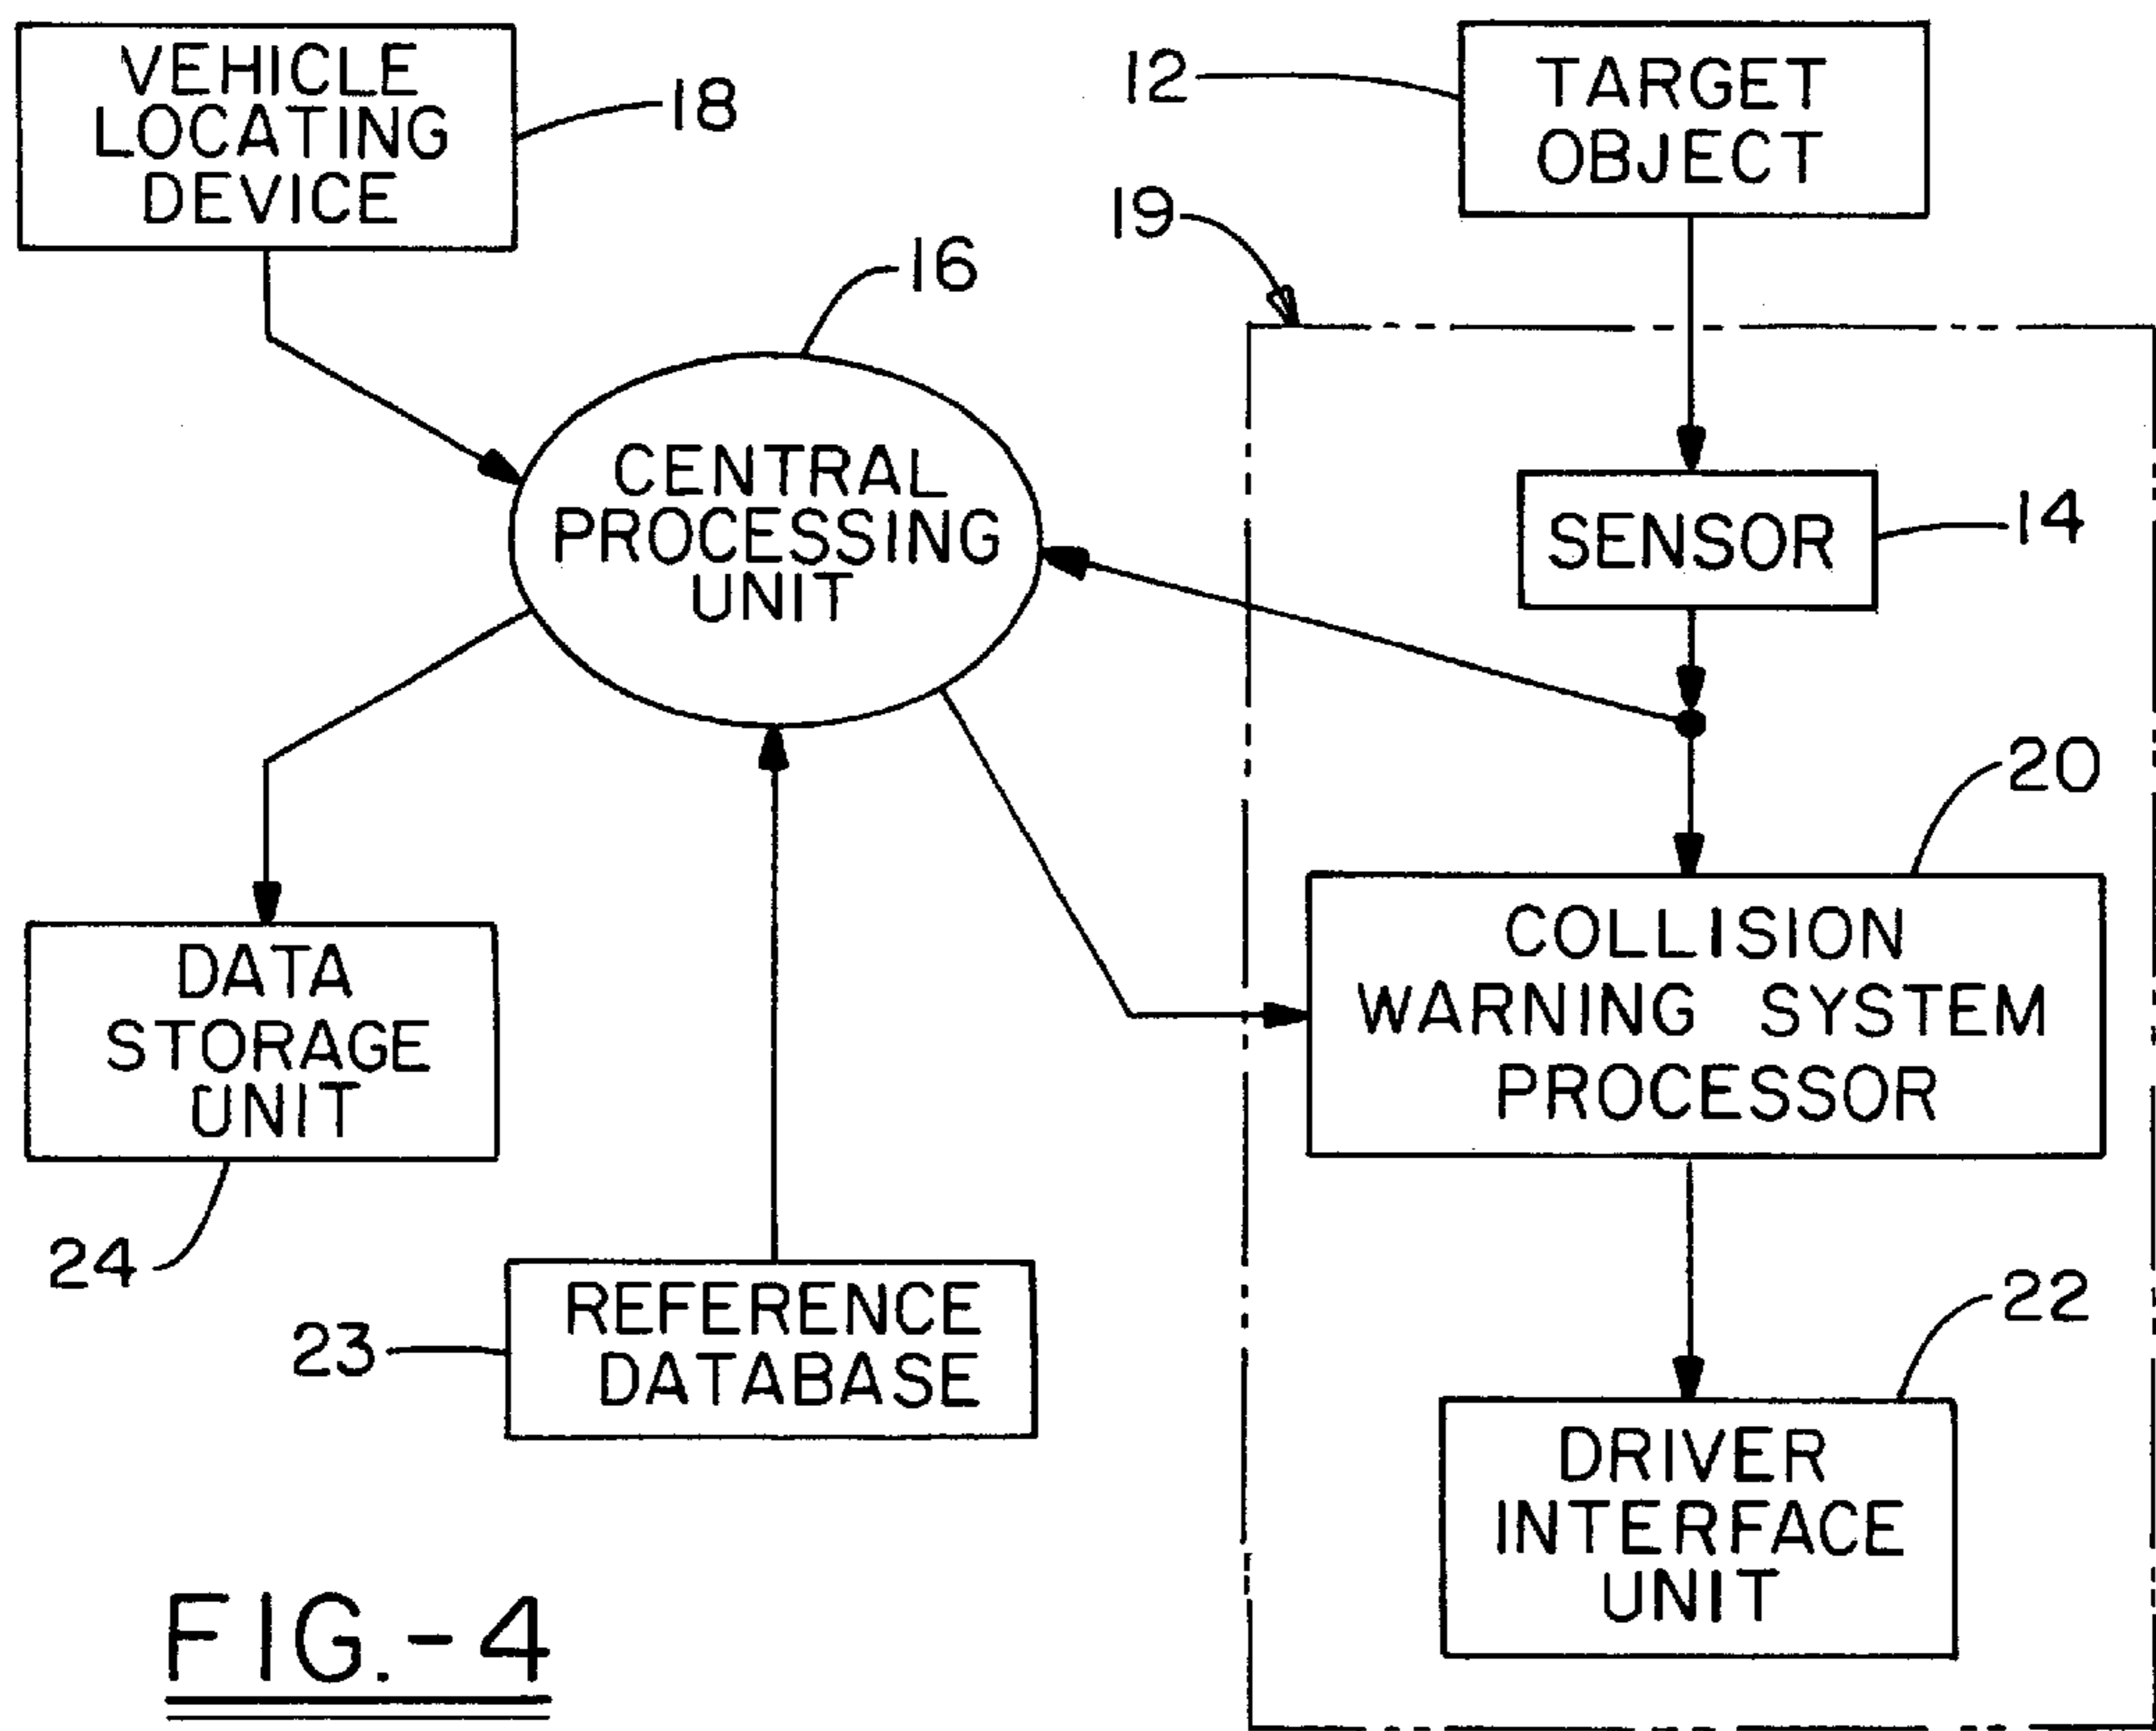 VEHICLE
LOCATING
DEVICE
18
12
TARGET
OBJECT
19
16
CENTRAL
PROCESSING
UNIT
SENSOR
14
20
COLLISION
WARNING SYSTEM
PROCESSOR
DATA
STORAGE
UNIT
24
23
REFERENCE
DATABASE
22
DRIVER
INTERFACE
UNIT
FIG.-4